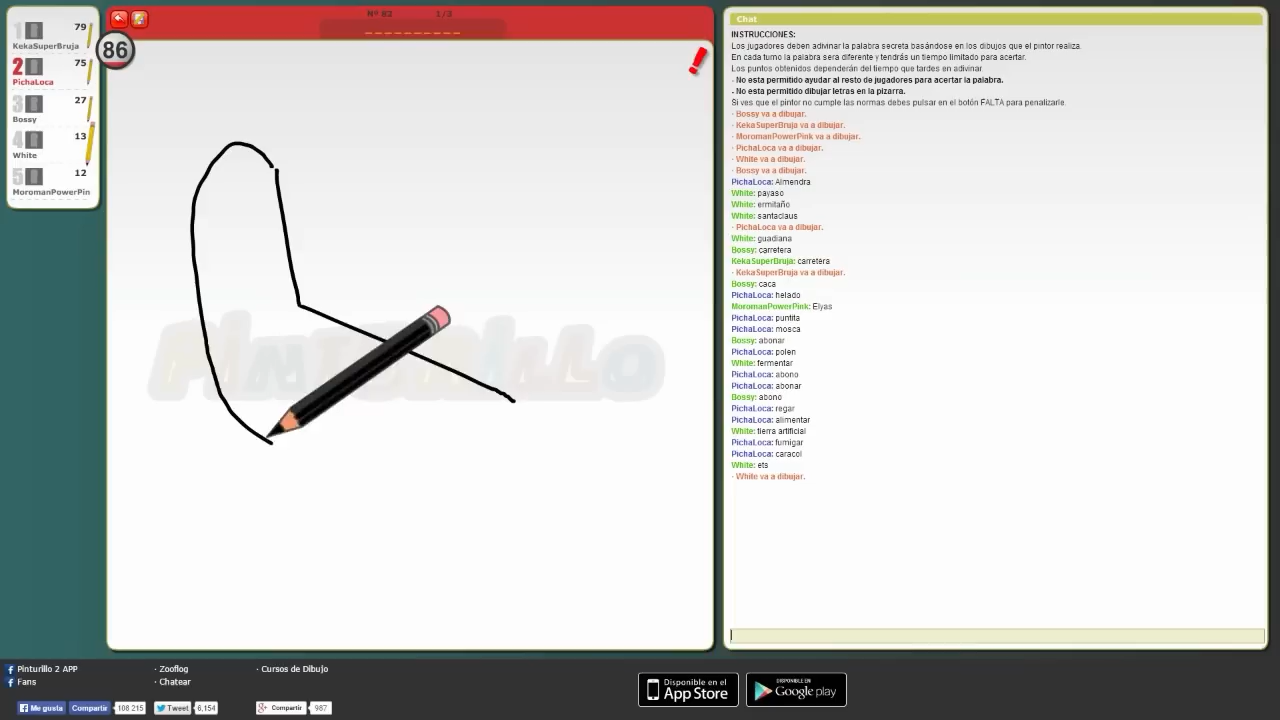 Nº 82 1/3
86
1 79
KekaSuperBruja
2 75
PichaLoca
3 27
Bossy
4 13
White
5 12
MoromanPowerPin
PINTURILLO
Chat
INSTRUCCIONES:
Los jugadores deben adivinar la palabra secreta basándose en los dibujos que el pintor realiza.
En cada turno la palabra sera diferente y tendrás un tiempo limitado para acertar.
Los puntos obtenidos dependerán del tiempo que tardes en adivinar
- No esta permitido ayudar al resto de jugadores para acertar la palabra.
- No esta permitido dibujar letras en la pizarra.
Si ves que el pintor no cumple las normas debes pulsar en el botón FALTA para penalizarle
· Bossy va a dibujar.
· KekaSuperBruja va a dibujar.
· MoromanPowerPink va a dibujar.
· PichaLoca va a dibujar.
· White va a dibujar.
· Bossy va a dibujar.
PichaLoca: Almendra
White: payaso
White: ermitaño
White: santaclaus
· PichaLoca va a dibujar.
White: guadiana
Bossy: carretera
KekaSuperBruja: carretera
· KekaSuperBruja va a dibujar.
Bossy: caca
PichaLoca: helado
MoromanPowerPink: Elyas
PichaLoca: puntita
PichaLoca: mosca
Bossy: abonar
PichaLoca: polen
White: fermentar
PichaLoca: abono
PichaLoca: abonar
Bossy: abono
PichaLoca: regar
PichaLoca: alimentar
White: tierra artificial
PichaLoca: fumigar
PichaLoca: caracol
White: ets
· White va a dibujar.
Pinturillo 2 APP · Zooflog · Cursos de Dibujo
Fans · Chatear
Me gusta Compartir 108 215 Tweet 6,154 Compartir 987
Disponible en el
App Store
DISPONIBLE EN
Google play